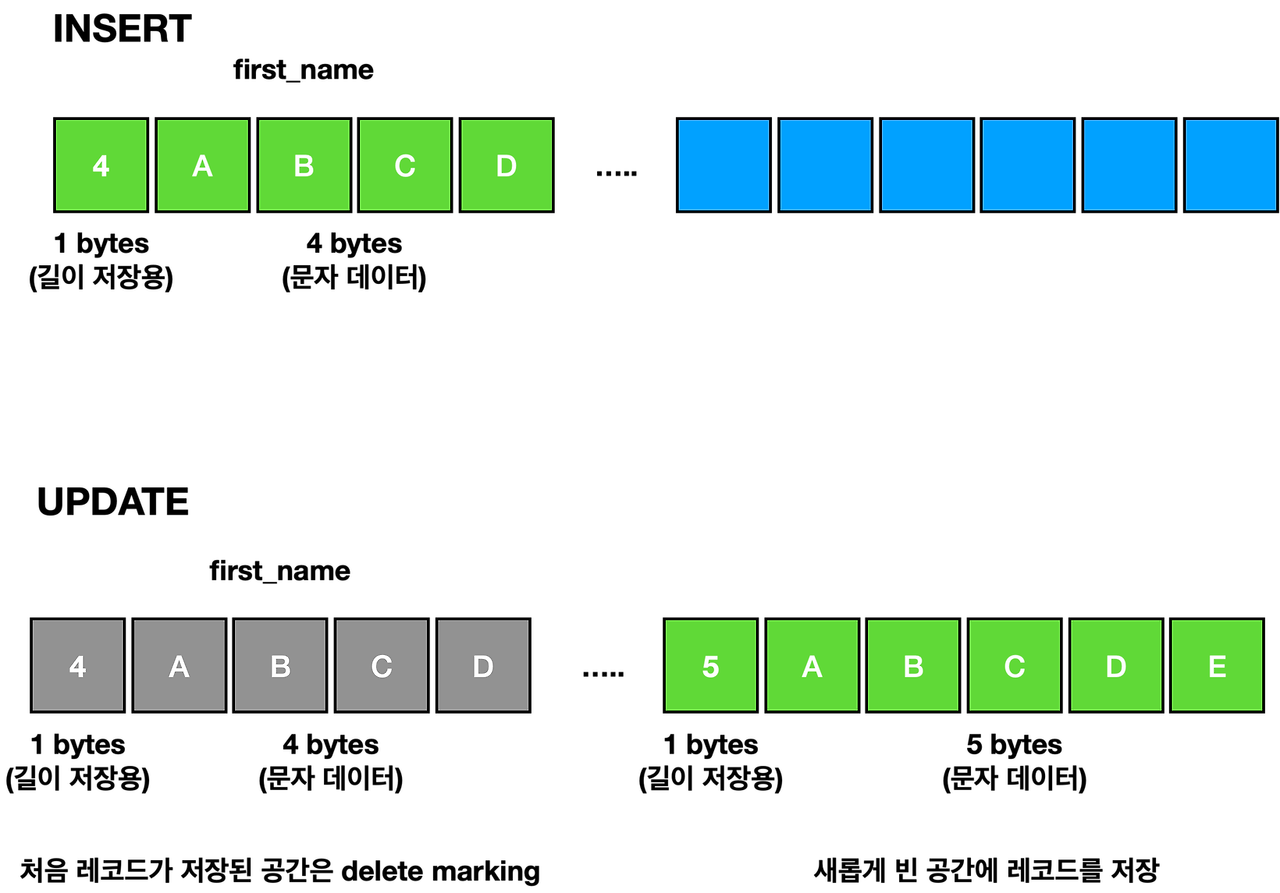 INSERT
first_name
4 A B C D ..... 
1 bytes 4 bytes
(길이 저장용) (문자 데이터)
UPDATE
first_name
4 A B C D ..... 5 A B C D E
1 bytes 4 bytes 1 bytes 5 bytes
(길이 저장용) (문자 데이터) (길이 저장용) (문자 데이터)
처음 레코드가 저장된 공간은 delete marking 새롭게 빈 공간에 레코드를 저장